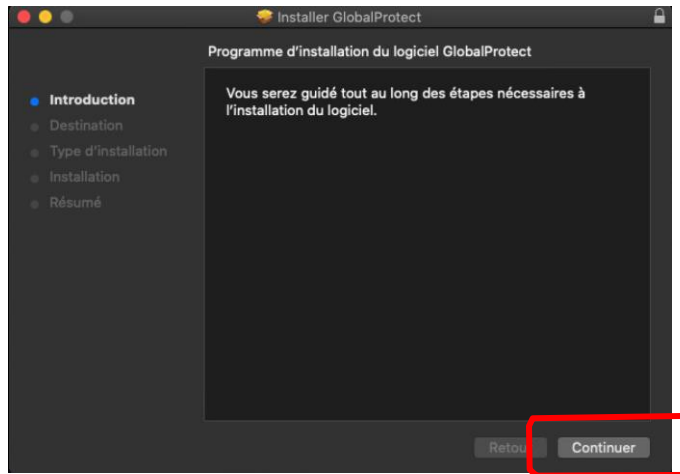 Installer GlobalProtect
Programme d'installation du logiciel GlobalProtect
Introduction
Destination
Type d'installation
Installation
Résumé
Vous serez guidé tout au long des étapes nécessaires à
l'installation du logiciel.
Retour
Continuer